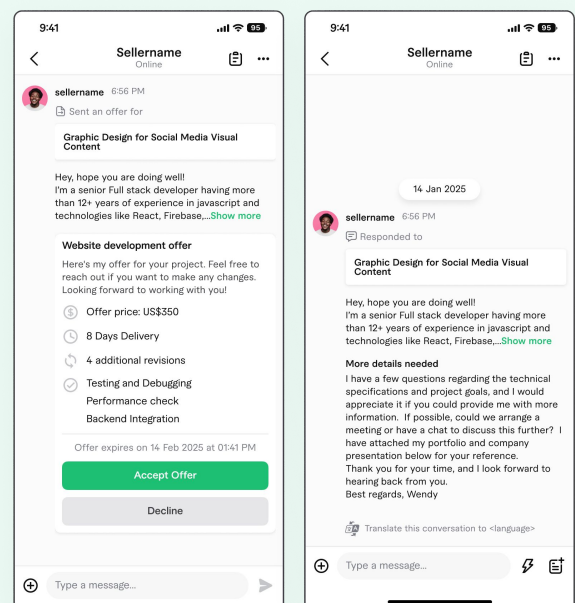 9:41
95
Sellername
Online
sellername 6:56 PM
Sent an offer for
Graphic Design for Social Media Visual
Content
Hey, hope you are doing well!
I'm a senior Full stack developer having more
than 12+ years of experience in javascript and
technologies like React, Firebase,...Show more
Website development offer
Here's my offer for your project. Feel free to
reach out if you want to make any changes.
Looking forward to working with you!
$
Offer price: US$350
8 Days Delivery
4 additional revisions
Testing and Debugging
Performance check
Backend Integration
Offer expires on 14 Feb 2025 at 01:41 PM
Accept Offer
Decline
Type a message...
9:41
95
Sellername
Online
14 Jan 2025
sellername 6:56 PM
Responded to
Graphic Design for Social Media Visual
Content
Hey, hope you are doing well!
I'm a senior Full stack developer having more
than 12+ years of experience in javascript and
technologies like React, Firebase,...Show more
More details needed
I have a few questions regarding the technical
specifications and project goals, and I would
appreciate it if you could provide me with more
information. If possible, could we arrange a
meeting or have a chat to discuss this further? I
have attached my portfolio and company
presentation below for your reference.
Thank you for your time, and I look forward to
hearing back from you.
Best regards, Wendy
Translate this conversation to <language>
Type a message...